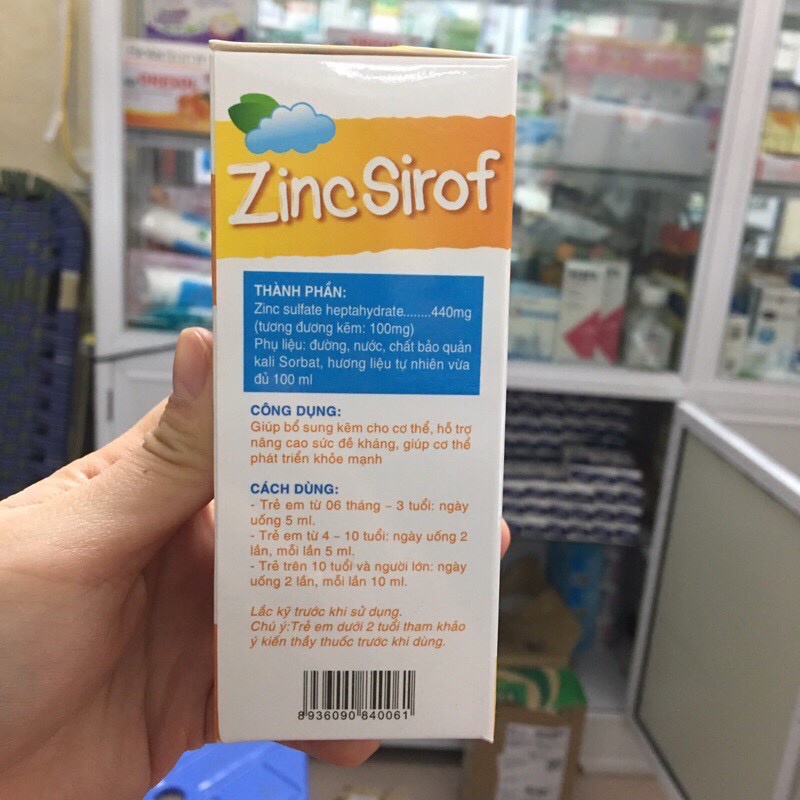 Zinc Sirof
THÀNH PHẦN:
Zinc sulfate heptahydrate........440mg
(tương đương kẽm: 100mg)
Phụ liệu: đường, nước, chất bảo quản
kali Sorbat, hương liệu tự nhiên vừa
đủ 100 ml
CÔNG DỤNG:
Giúp bổ sung kẽm cho cơ thể, hỗ trợ
nâng cao sức đề kháng, giúp cơ thể
phát triển khỏe mạnh
CÁCH DÙNG:
- Trẻ em từ 06 tháng – 3 tuổi: ngày
uống 5 ml.
- Trẻ em từ 4 – 10 tuổi: ngày uống 2
lần, mỗi lần 5 ml.
- Trẻ trên 10 tuổi và người lớn: ngày
uống 2 lần, mỗi lần 10 ml.
Lắc kỹ trước khi sử dụng.
Chú ý:Trẻ em dưới 2 tuổi tham khảo
ý kiến thầy thuốc trước khi dùng.
8 936090 840061